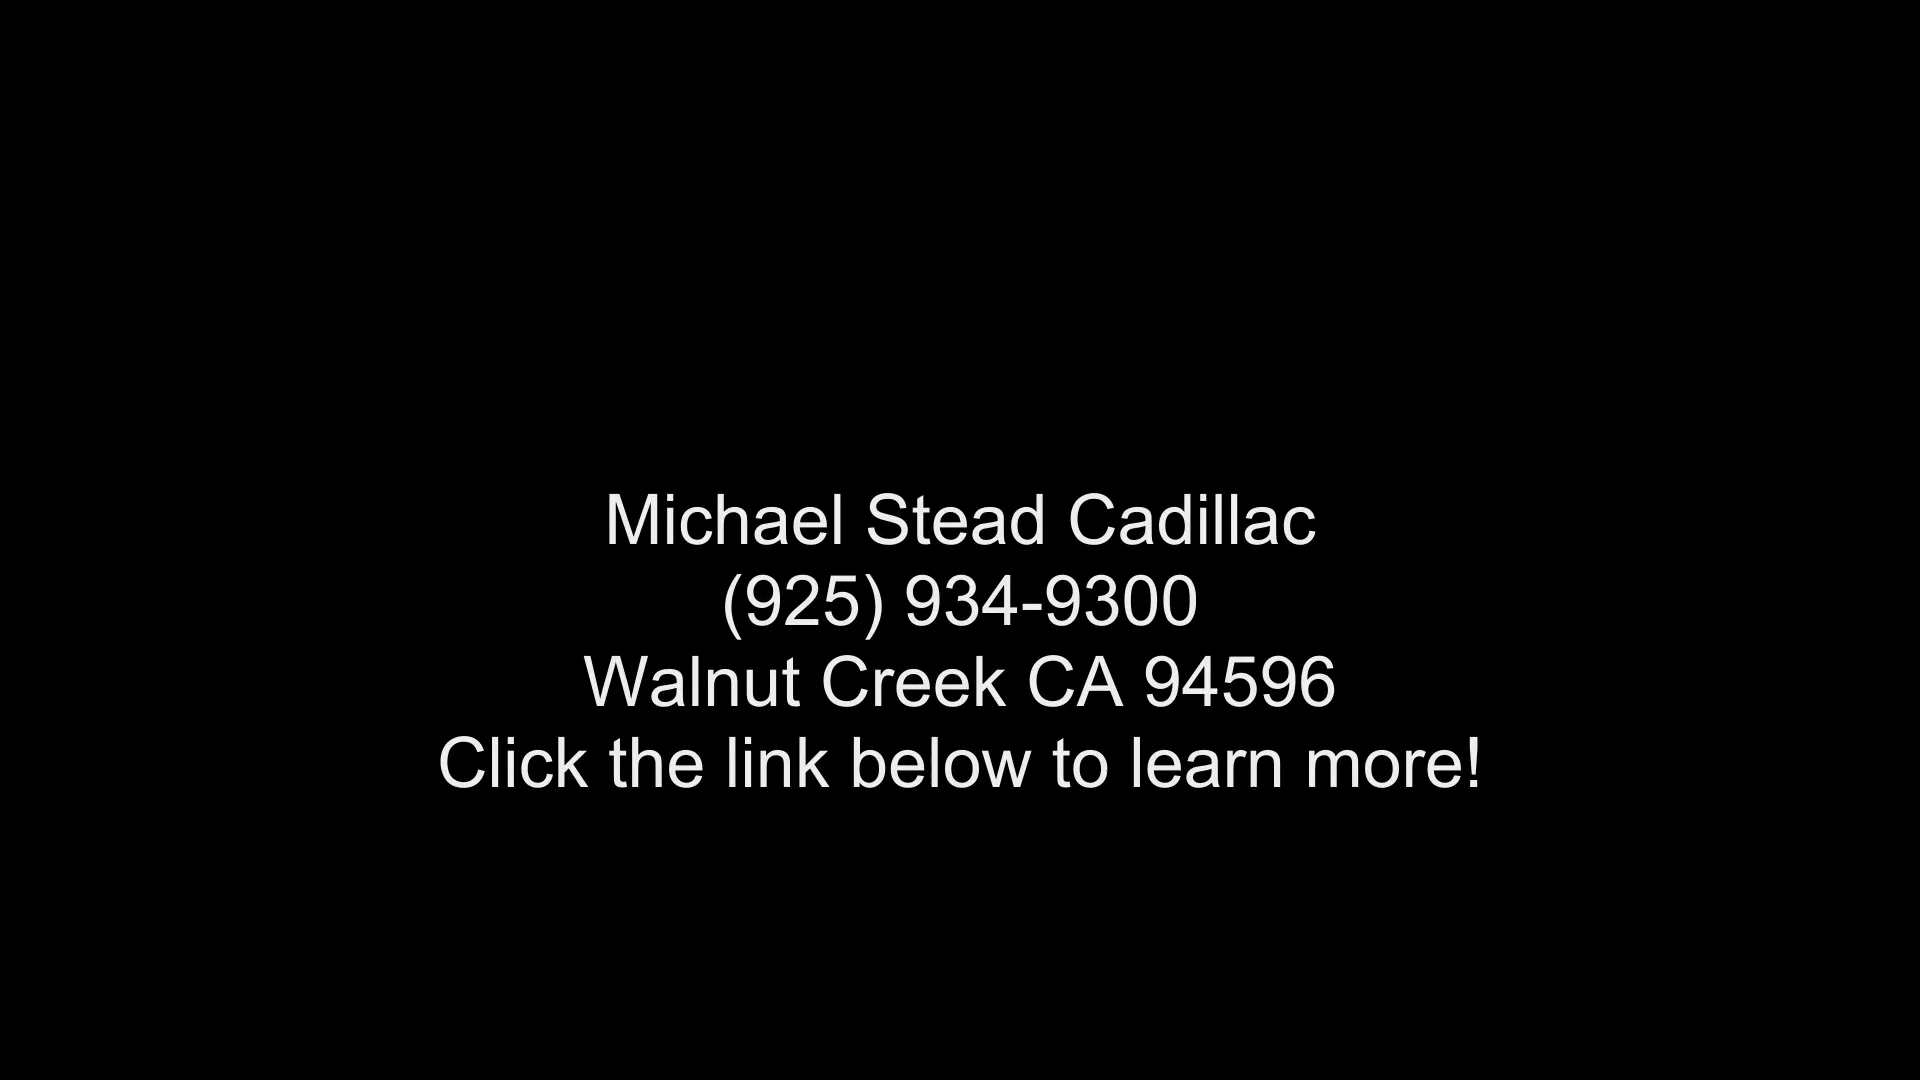 Michael Stead Cadillac
(925) 934-9300
Walnut Creek CA 94596
Click the link below to learn more!